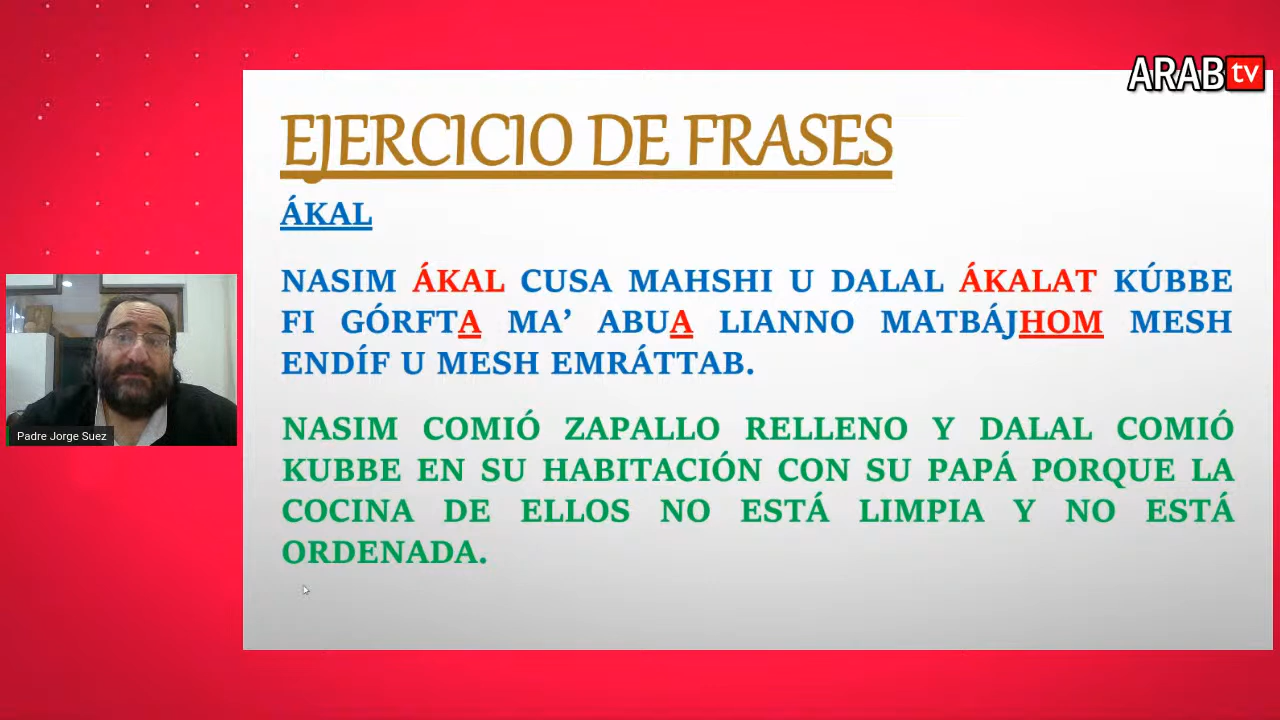 ARAB tv
EJERCICIO DE FRASES
ÁKAL
NASIM ÁKAL CUSA MAHSHI U DALAL ÁKALAT KÚBBE
FI GÓRFTA MA’ ABUA LIANNO MATBÁJHOM MESH
ENDÍF U MESH EMRÁTTAB.
NASIM COMIÓ ZAPALLO RELLENO Y DALAL COMIÓ
KUBBE EN SU HABITACIÓN CON SU PAPÁ PORQUE LA
COCINA DE ELLOS NO ESTÁ LIMPIA Y NO ESTÁ
ORDENADA.
Padre Jorge Suez